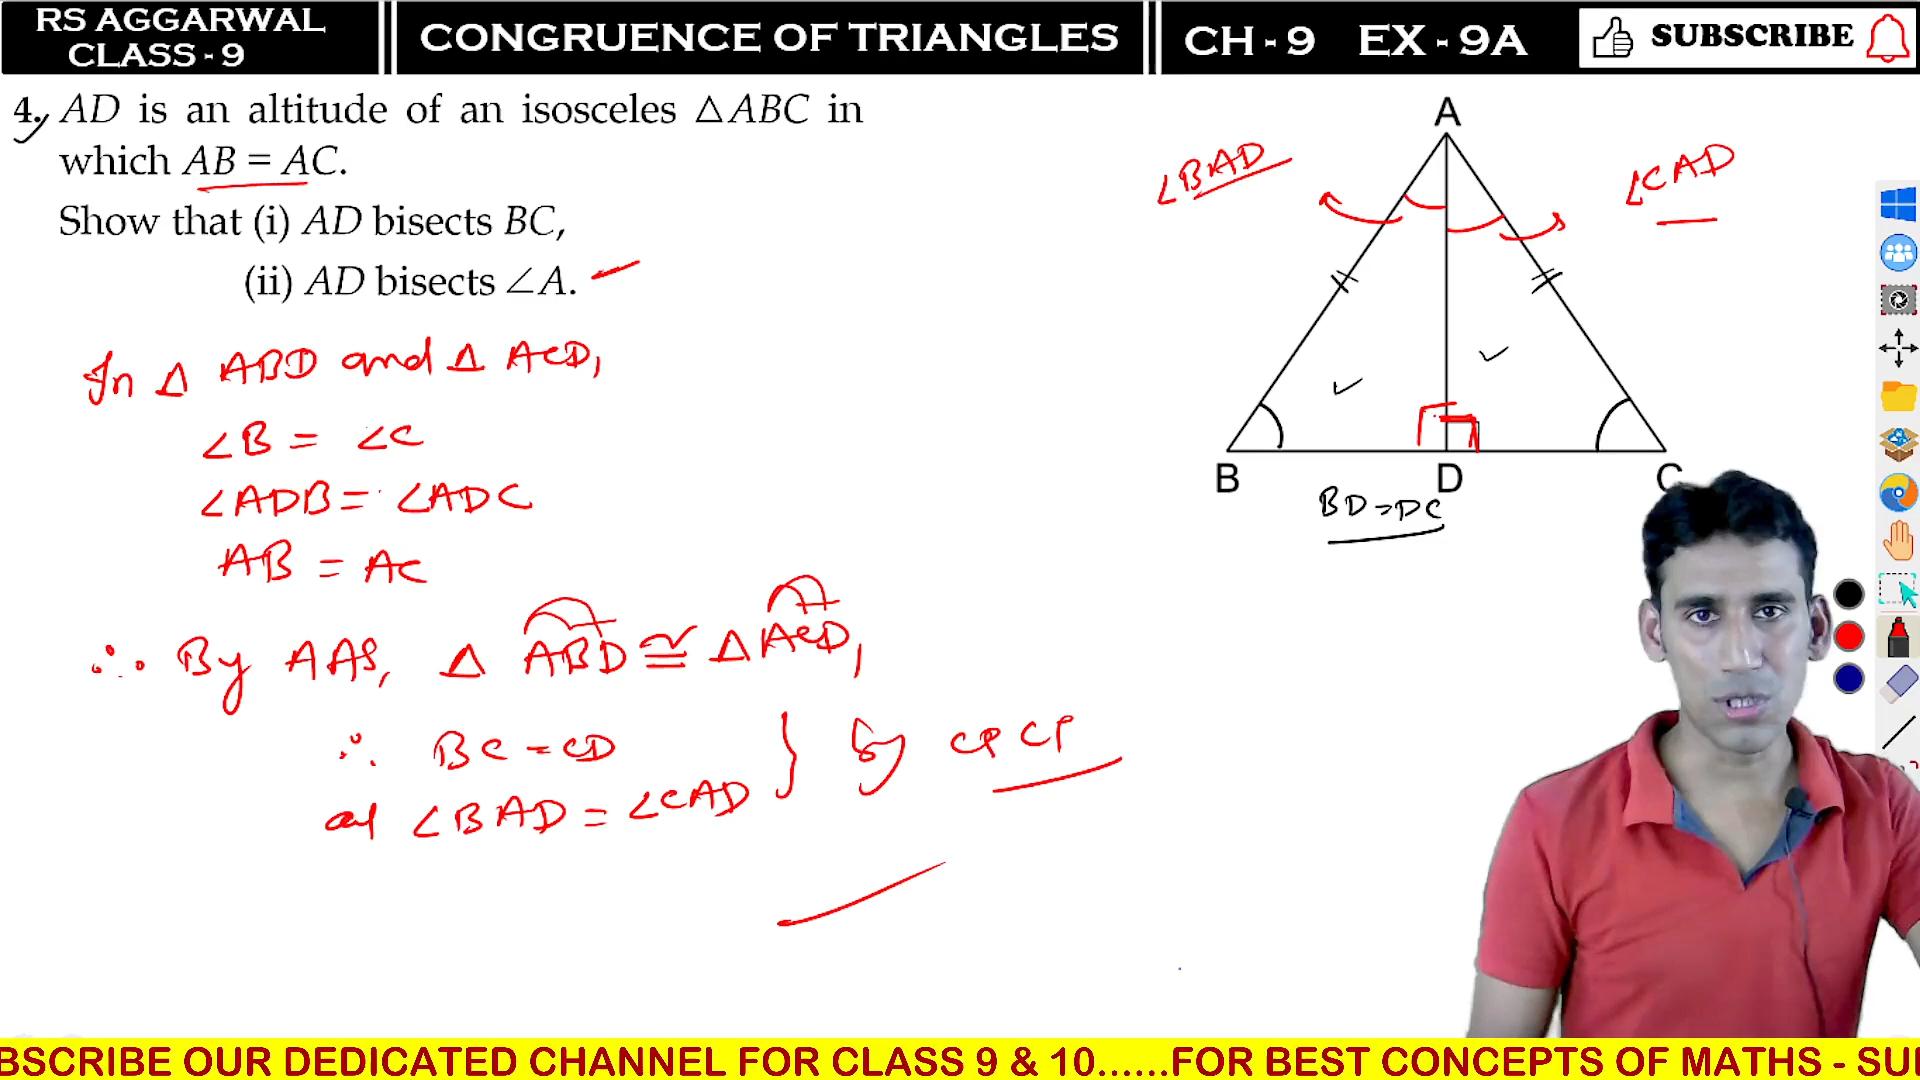 RS AGGARWAL
CLASS - 9
CONGRUENCE OF TRIANGLES
CH - 9 EX - 9A
SUBSCRIBE
4. AD is an altitude of an isosceles △ABC in
which AB = AC.
Show that (i) AD bisects BC,
(ii) AD bisects ∠A.
In △ ABD and △ ACD,
∠B = ∠C
∠ADB = ∠ADC
AB = AC
∴ By AAS, △ ABD ≅ △ ACD,
∴ BC = CD
∠BAD = ∠CAD } by CPCT
A
∠BAD
∠CAD
B
D
C
BD = DC
BSCRIBE OUR DEDICATED CHANNEL FOR CLASS 9 & 10......FOR BEST CONCEPTS OF MATHS - SU